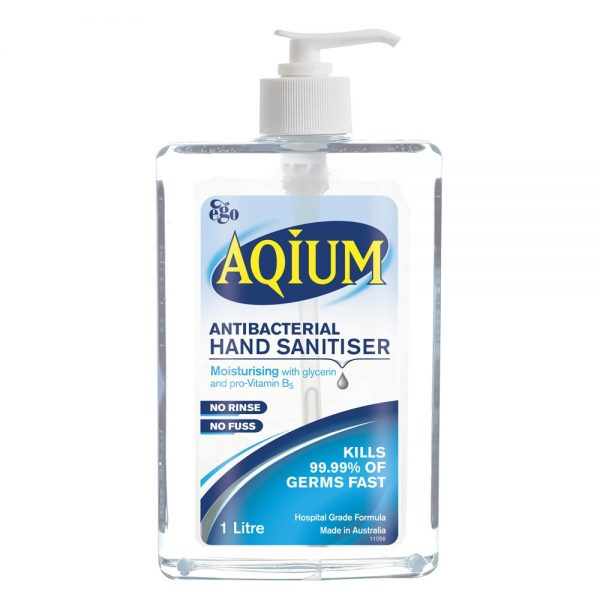 ego
AQIUM
ANTIBACTERIAL
HAND SANITISER
Moisturising with glycerin
and pro-Vitamin B5
NO RINSE
NO FUSS
KILLS
99.99% OF
GERMS FAST
Hospital Grade Formula
1 Litre
Made in Australia
11056